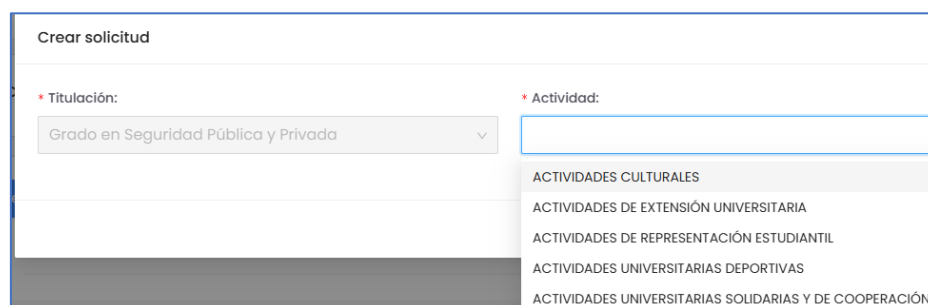 Crear solicitud
* Titulación:
* Actividad:
Grado en Seguridad Pública y Privada
ACTIVIDADES CULTURALES
ACTIVIDADES DE EXTENSIÓN UNIVERSITARIA
ACTIVIDADES DE REPRESENTACIÓN ESTUDIANTIL
ACTIVIDADES UNIVERSITARIAS DEPORTIVAS
ACTIVIDADES UNIVERSITARIAS SOLIDARIAS Y DE COOPERACIÓN